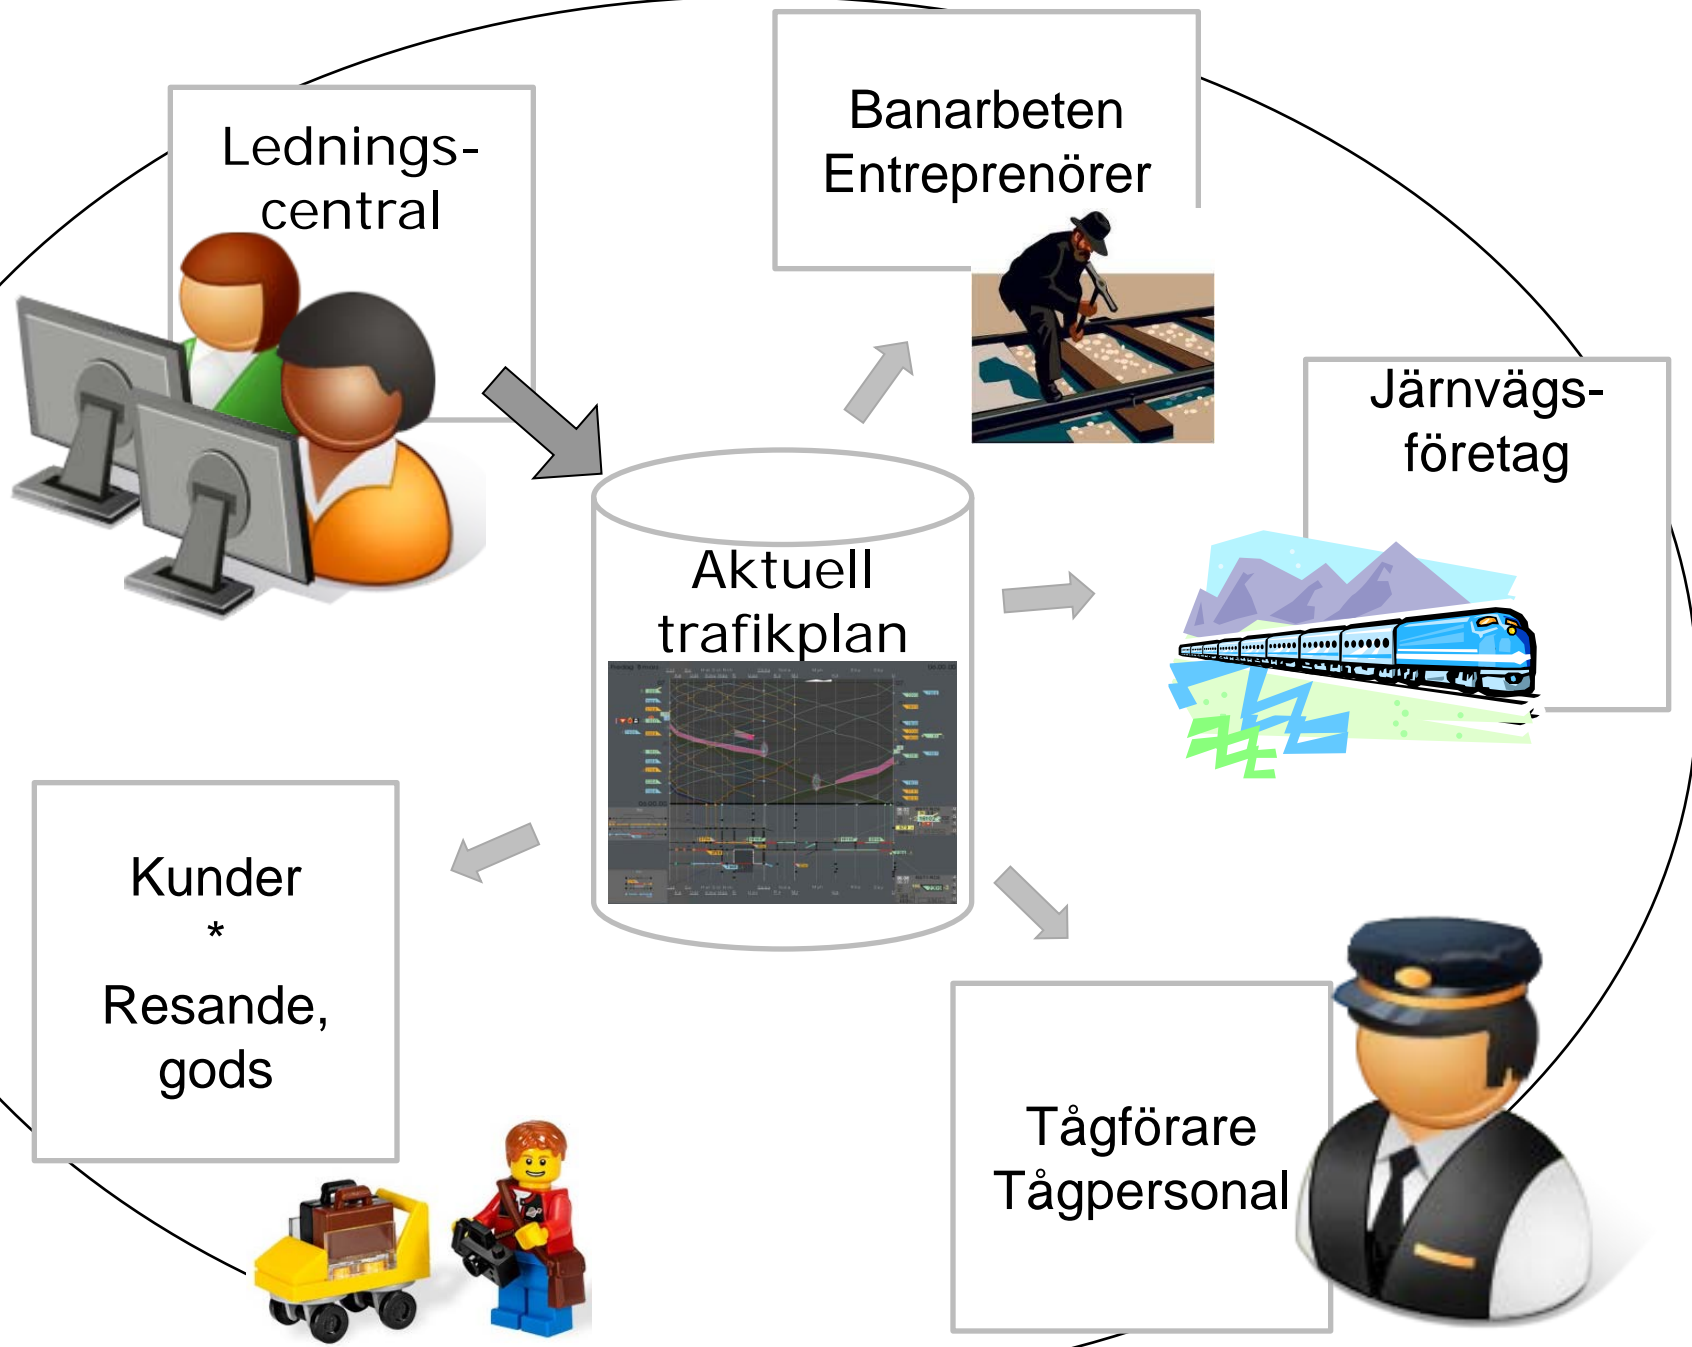 Lednings-
central
Banarbeten
Entreprenörer
Järnvägs-
företag
Aktuell
trafikplan
Kunder
*
Resande,
gods
Tågförare
Tågpersonal